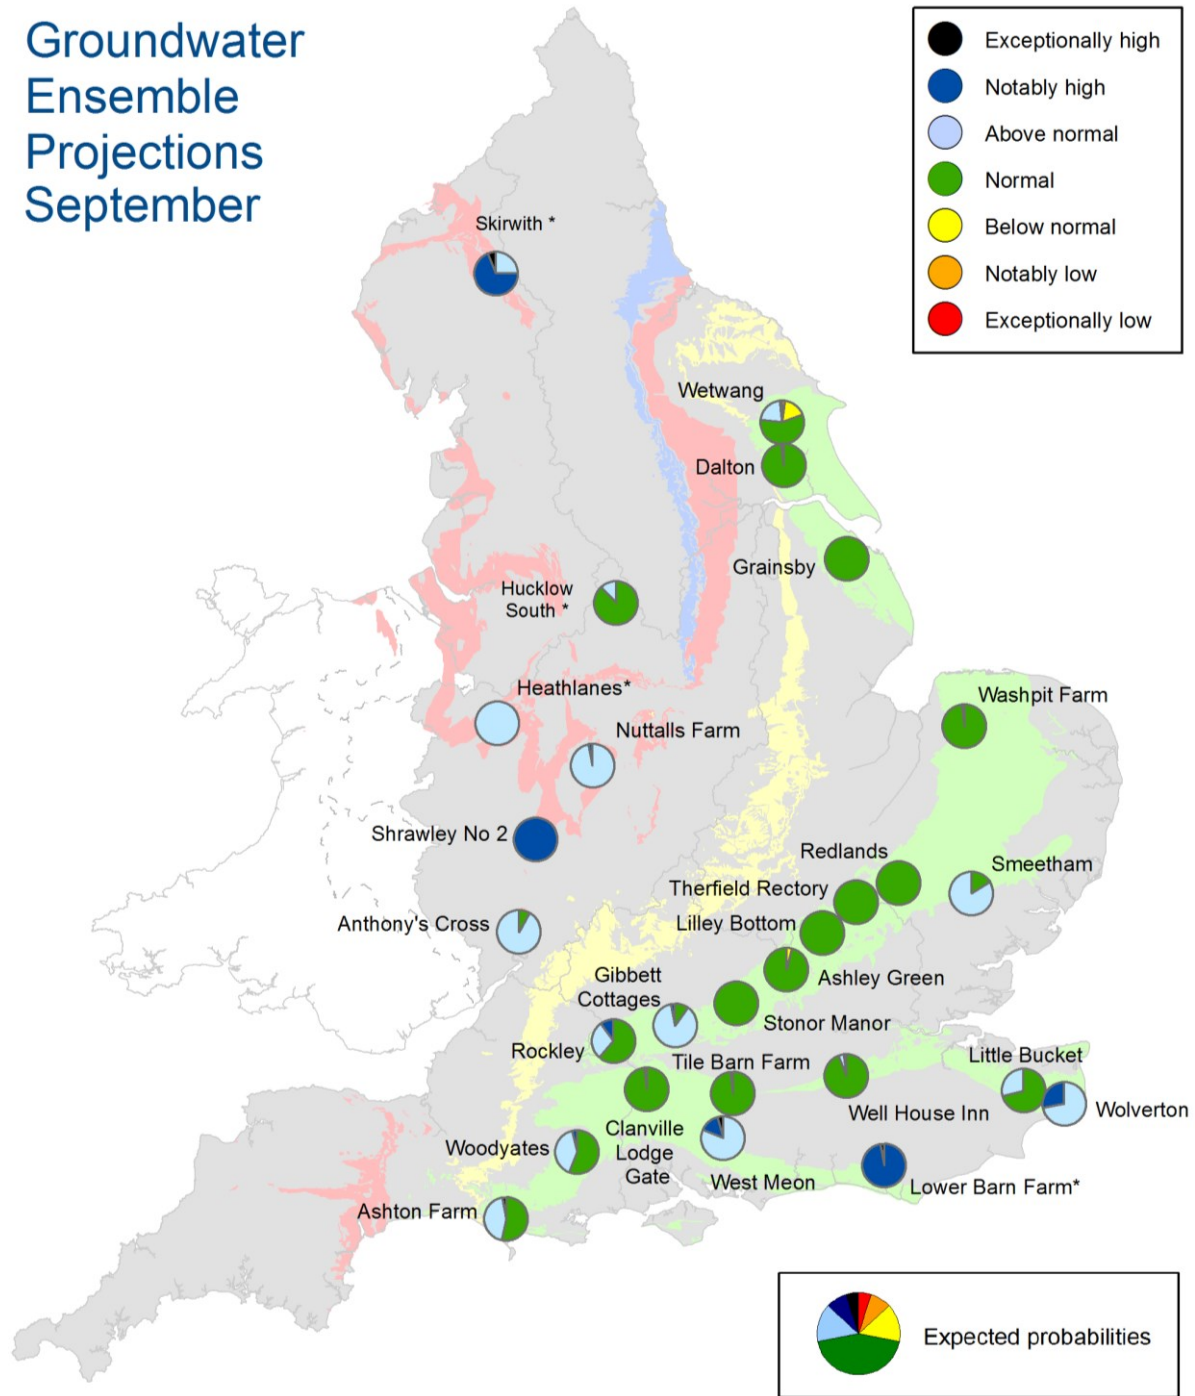 Groundwater
Ensemble
Projections
September
Exceptionally high
Notably high
Above normal
Normal
Below normal
Notably low
Exceptionally low
Skirwith *
Wetwang
Dalton
Grainsby
Hucklow
South *
Heathlanes*
Nuttalls Farm
Washpit Farm
Shrawley No 2
Redlands
Smeetham
Therfield Rectory
Anthony's Cross
Lilley Bottom
Gibbett
Cottages
Ashley Green
Stonor Manor
Rockley
Tile Barn Farm
Little Bucket
Well House Inn
Wolverton
Woodyates
Clanville
Lodge
Gate
West Meon
Lower Barn Farm*
Ashton Farm
Expected probabilities